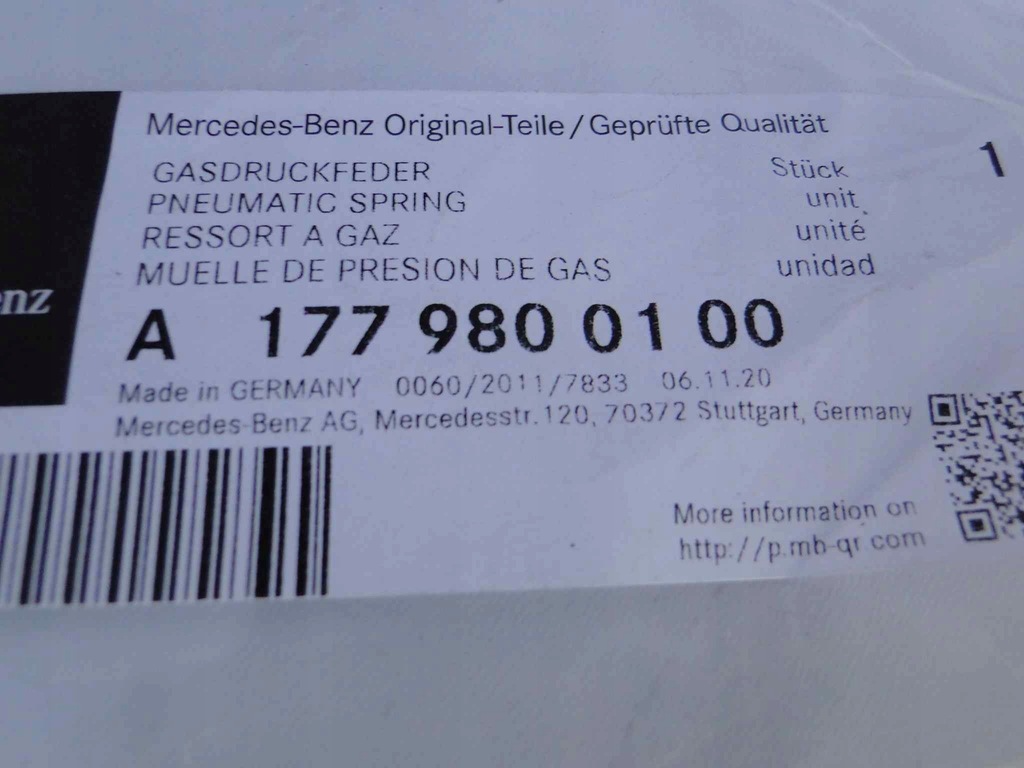 Mercedes-Benz Original-Teile/Geprüfte Qualität
GASDRUCKFEDER Stück 1
PNEUMATIC SPRING unit
RESSORT A GAZ unité
MUELLE DE PRESION DE GAS unidad
nz
A 177 980 01 00
Made in GERMANY 0060/2011/7833 06.11.20
Mercedes-Benz AG, Mercedesstr. 120, 70372 Stuttgart, Germany
More information on
http://p.mb-qr.com